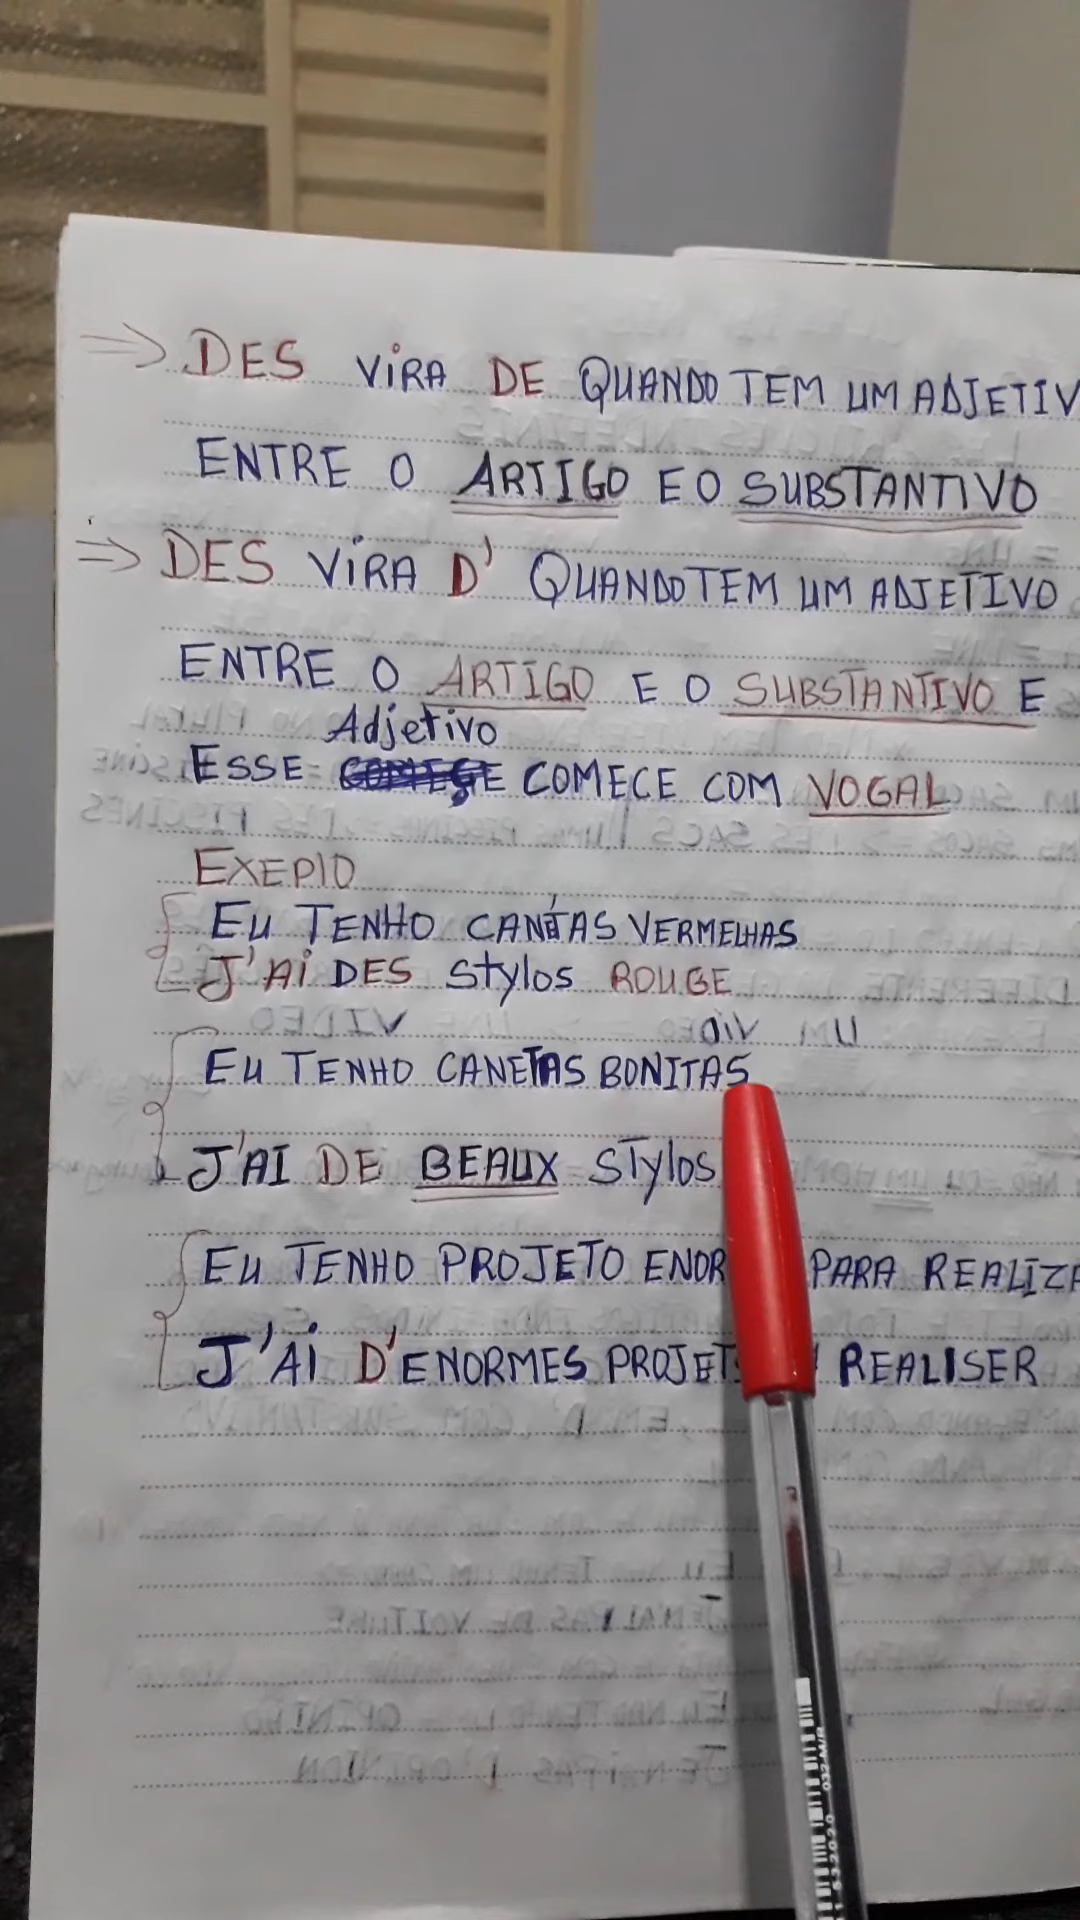 ⇒ DES VIRA DE QUANDO TEM UM ADJETIV
ENTRE O ARTIGO E O SUBSTANTIVO
⇒ DES VIRA D' QUANDO TEM UM ADJETIVO
ENTRE O ARTIGO E O SUBSTANTIVO E
Adjetivo
ESSE COMECE COM VOGAL
EXEPLO
EU TENHO CANETAS VERMELHAS
J'AI DES STYLOS ROUGE
EU TENHO CANETAS BONITAS
J'AI DE BEAUX STYLOS
EU TENHO PROJETO ENOR PARA REALIZA
J'AI D'ENORMES PROJETS REALISER